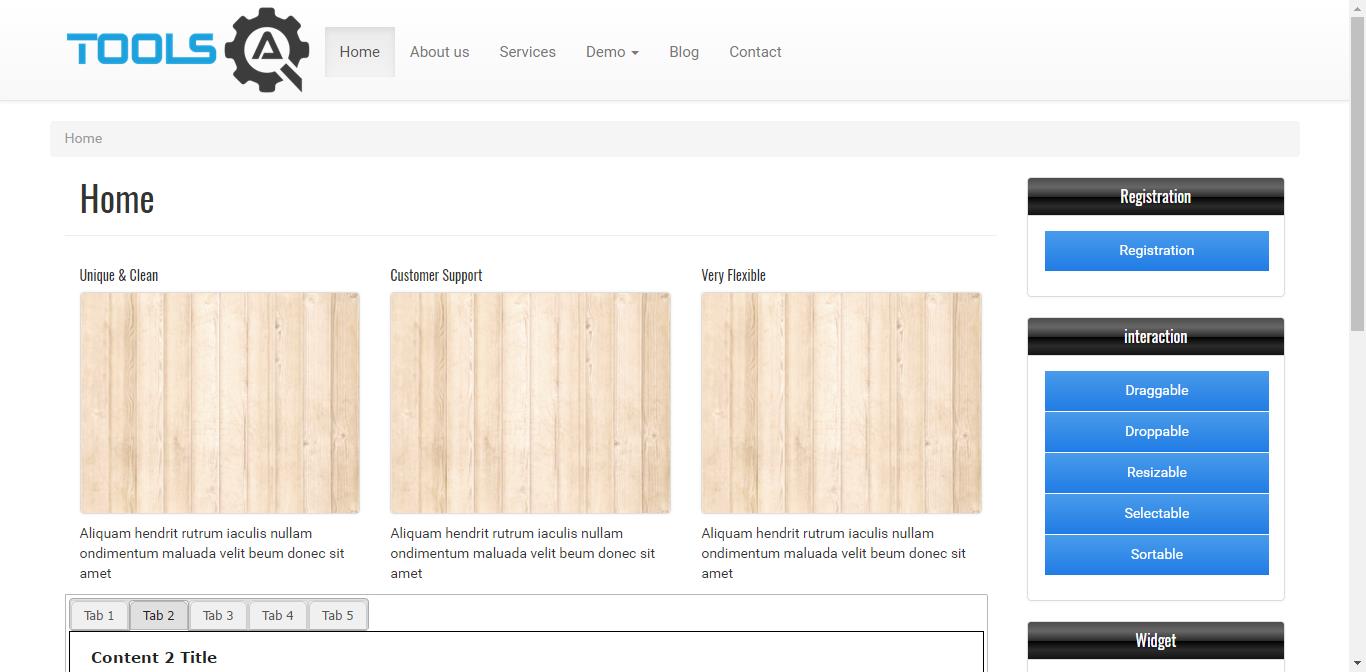 TOOLS QA
Home
About us
Services
Demo
Blog
Contact
Home
Home
Unique & Clean
Aliquam hendrit rutrum iaculis nullam
ondimentum maluada velit beum donec sit
amet
Customer Support
Aliquam hendrit rutrum iaculis nullam
ondimentum maluada velit beum donec sit
amet
Very Flexible
Aliquam hendrit rutrum iaculis nullam
ondimentum maluada velit beum donec sit
amet
Tab 1
Tab 2
Tab 3
Tab 4
Tab 5
Content 2 Title
Registration
Registration
interaction
Draggable
Droppable
Resizable
Selectable
Sortable
Widget